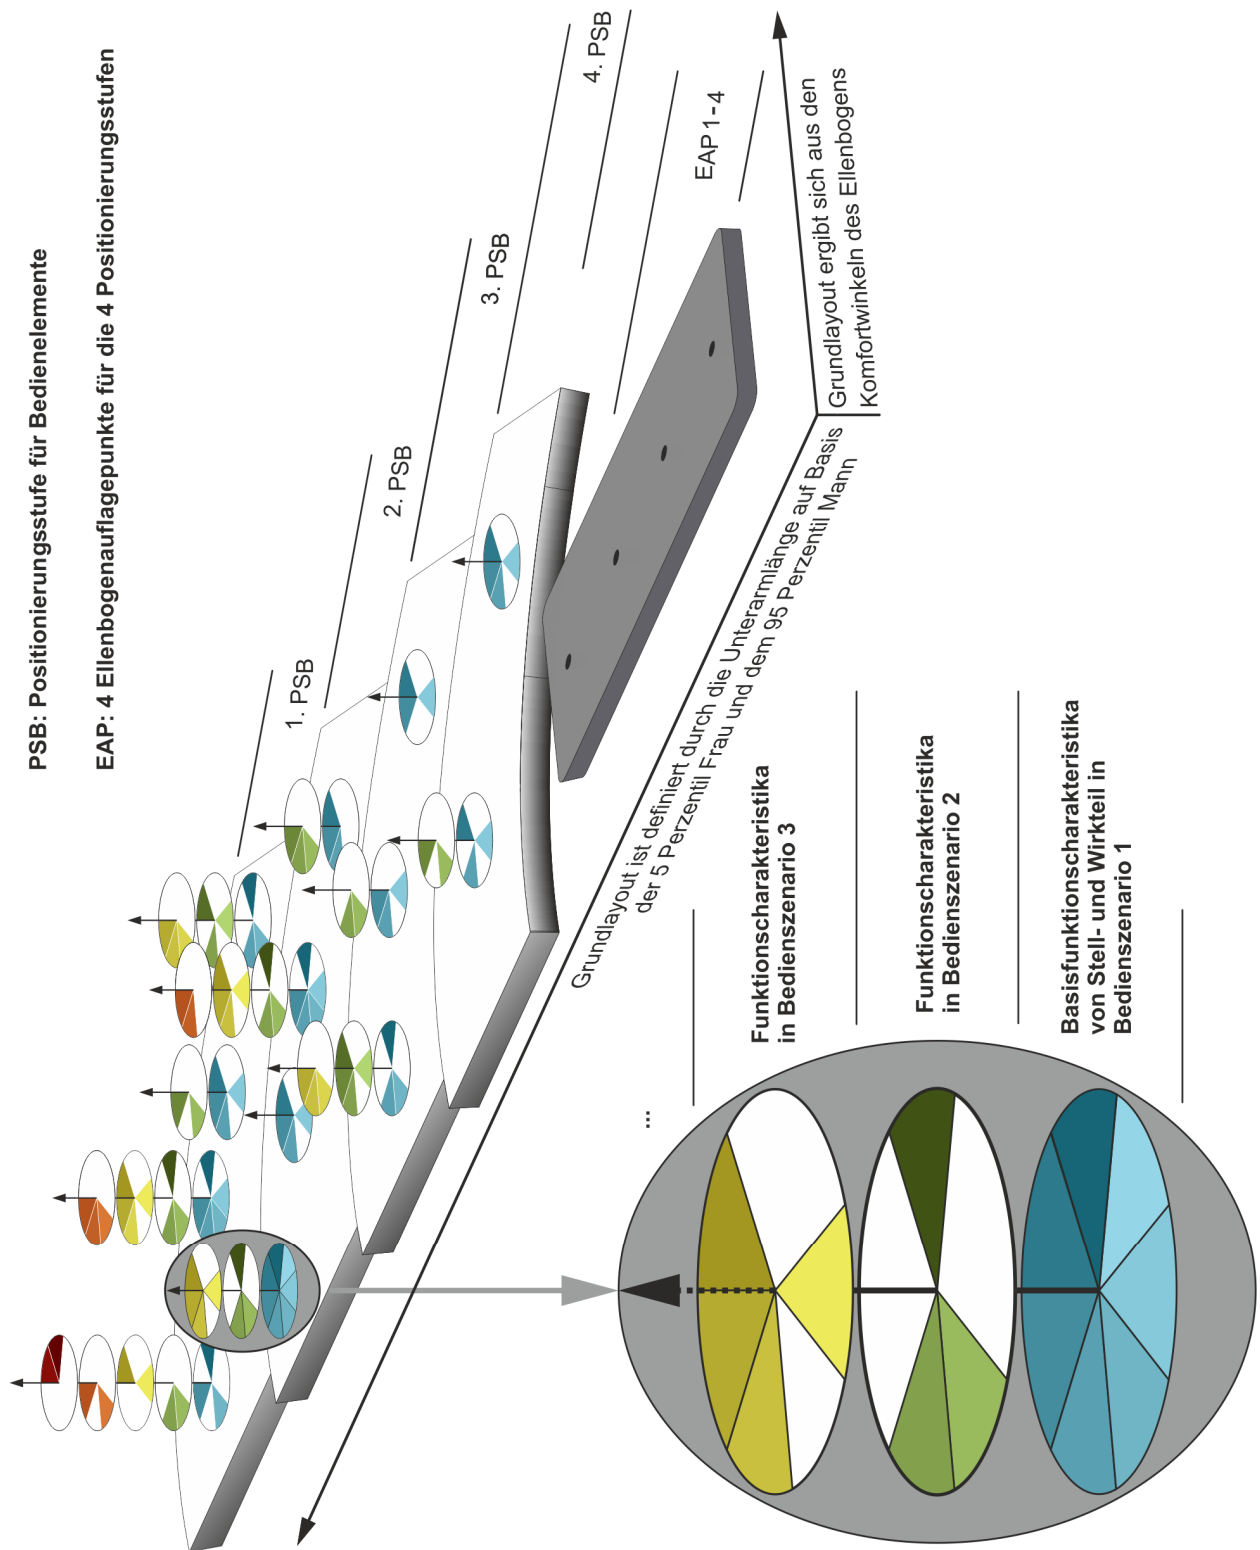 PSB: Positionierungsstufe für Bedienelemente
EAP: 4 Ellenbogenauflagepunkte für die 4 Positionierungsstufen
1. PSB
2. PSB
3. PSB
4. PSB
EAP 1-4
Grundlayout ergibt sich aus den
Komfortwinkeln des Ellenbogens
Grundlayout ist definiert durch die Unterarmlänge auf Basis
der 5 Perzentil Frau und dem 95 Perzentil Mann
...
Funktionscharakteristika
in Bedienszenario 3
Funktionscharakteristika
in Bedienszenario 2
Basisfunktionscharakteristika
von Stell- und Wirkteil in
Bedienszenario 1